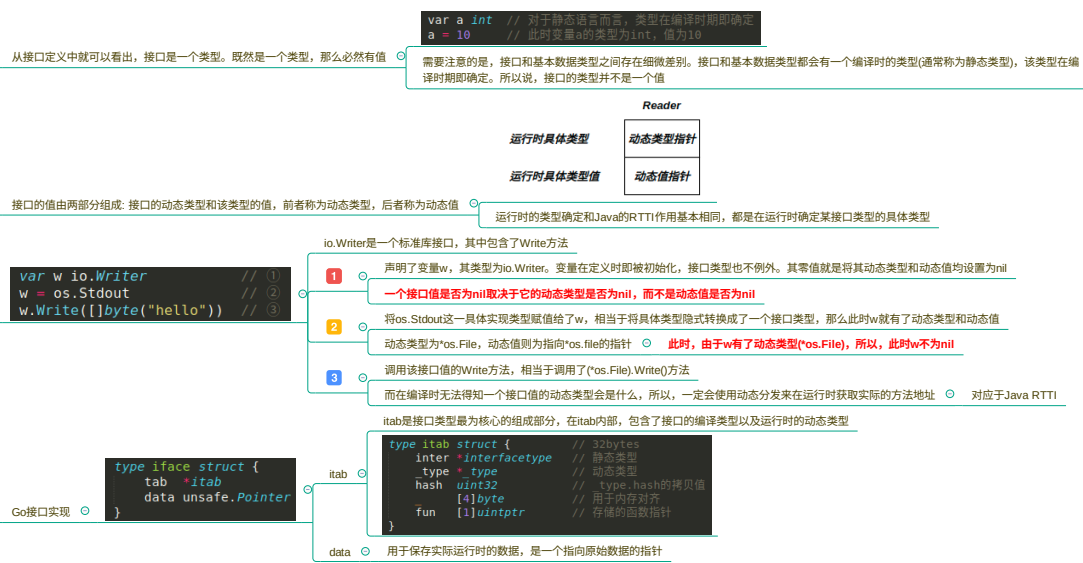 var a int // 对于静态语言而言，类型在编译时期即确定
a = 10 // 此时变量a的类型为int，值为10
从接口定义中就可以看出，接口是一个类型。既然是一个类型，那么必然有值
需要注意的是，接口和基本数据类型之间存在细微差别。接口和基本数据类型都会有一个编译时的类型(通常称为静态类型)，该类型在编
译时期即确定。所以说，接口的类型并不是一个值
Reader
运行时具体类型 动态类型指针
运行时具体类型值 动态值指针
接口的值由两部分组成: 接口的动态类型和该类型的值，前者称为动态类型，后者称为动态值
运行时的类型确定和Java的RTTI作用基本相同，都是在运行时确定某接口类型的具体类型
io.Writer是一个标准库接口，其中包含了Write方法
var w io.Writer // ①
w = os.Stdout // ②
w.Write([]byte("hello")) // ③
1
声明了变量w，其类型为io.Writer。变量在定义时即被初始化，接口类型也不例外。其零值就是将其动态类型和动态值均设置为nil
一个接口值是否为nil取决于它的动态类型是否为nil，而不是动态值是否为nil
2
将os.Stdout这一具体实现类型赋值给了w，相当于将具体类型隐式转换成了一个接口类型，那么此时w就有了动态类型和动态值
动态类型为*os.File，动态值则为指向*os.file的指针 此时，由于w有了动态类型(*os.File)，所以，此时w不为nil
3
调用该接口值的Write方法，相当于调用了(*os.File).Write()方法
而在编译时无法得知一个接口值的动态类型会是什么，所以，一定会使用动态分发来在运行时获取实际的方法地址 对应于Java RTTI
itab是接口类型最为核心的组成部分，在itab内部，包含了接口的编译类型以及运行时的动态类型
Go接口实现
type iface struct {
tab *itab
data unsafe.Pointer
}
itab
type itab struct { // 32bytes
inter *interfacetype // 静态类型
_type *_type // 动态类型
hash uint32 // _type.hash的拷贝值
_ [4]byte // 用于内存对齐
fun [1]uintptr // 存储的函数指针
}
data 用于保存实际运行时的数据，是一个指向原始数据的指针